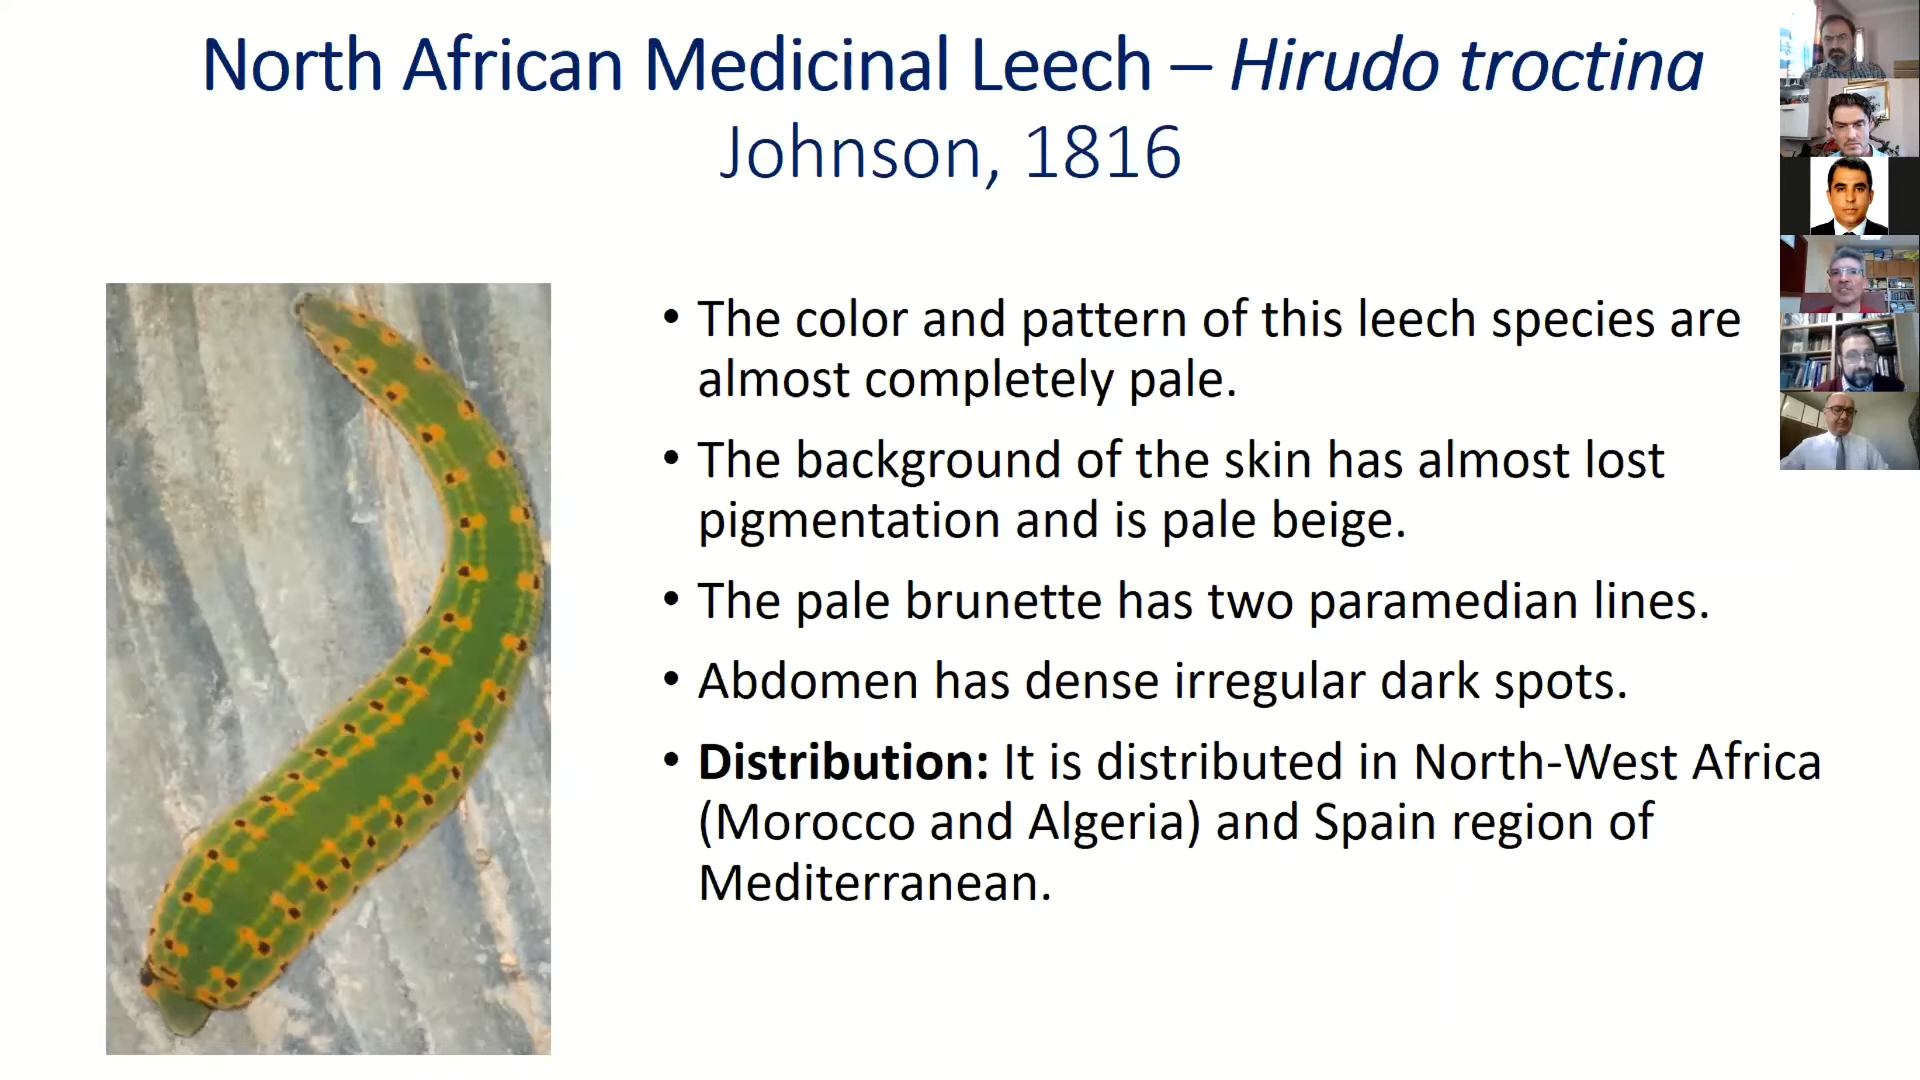 North African Medicinal Leech – Hirudo troctina
Johnson, 1816
• The color and pattern of this leech species are
almost completely pale.
• The background of the skin has almost lost
pigmentation and is pale beige.
• The pale brunette has two paramedian lines.
• Abdomen has dense irregular dark spots.
• Distribution: It is distributed in North-West Africa
(Morocco and Algeria) and Spain region of
Mediterranean.